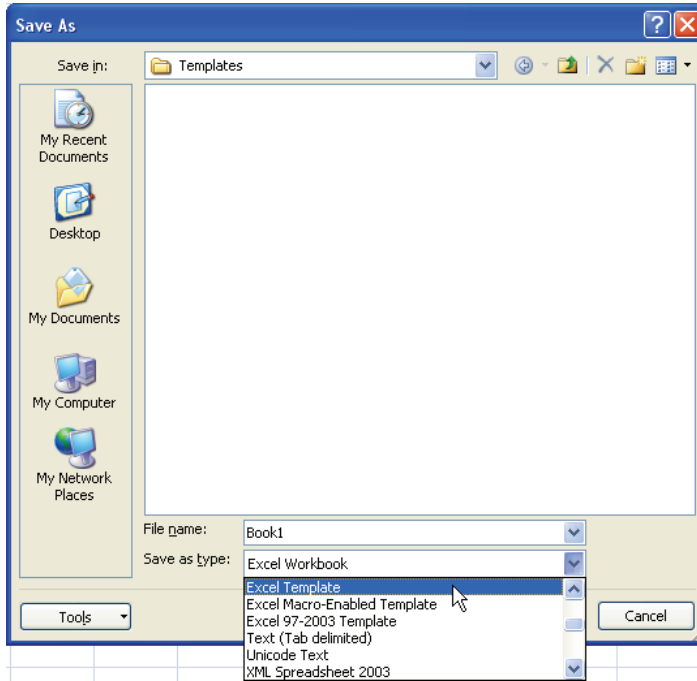 Save As
Save in:
Templates
My Recent
Documents
Desktop
My Documents
My Computer
My Network
Places
File name:
Book1
Save as type:
Excel Workbook
Excel Template
Excel Macro-Enabled Template
Excel 97-2003 Template
Text (Tab delimited)
Unicode Text
XML Spreadsheet 2003
Tools
Cancel